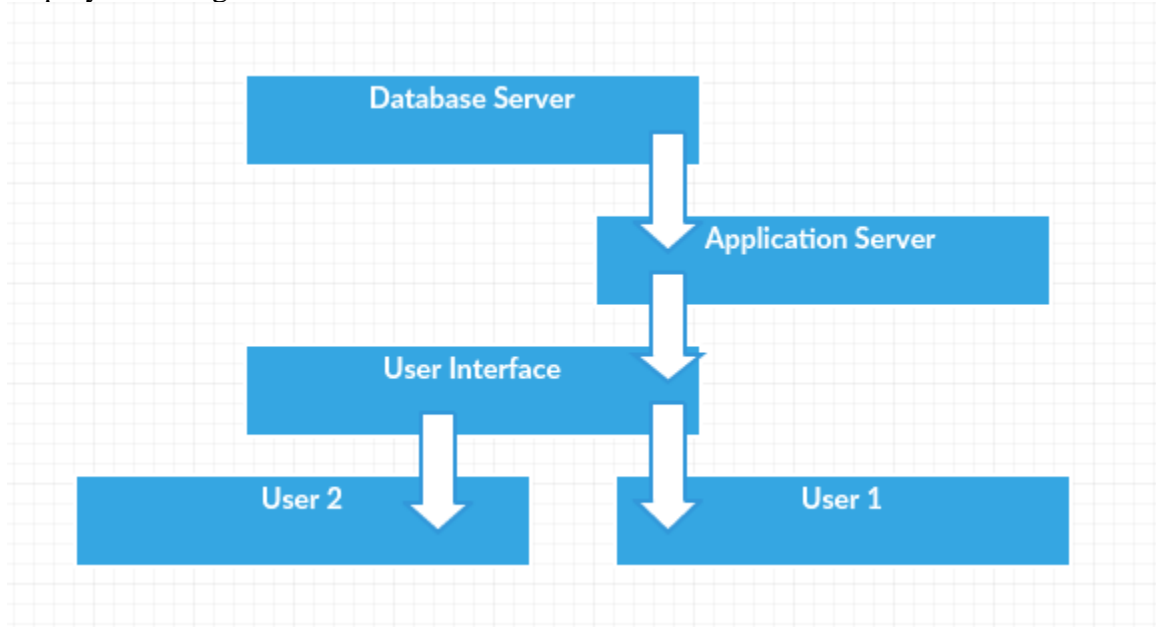 Database Server
Application Server
User Interface
User 2
User 1